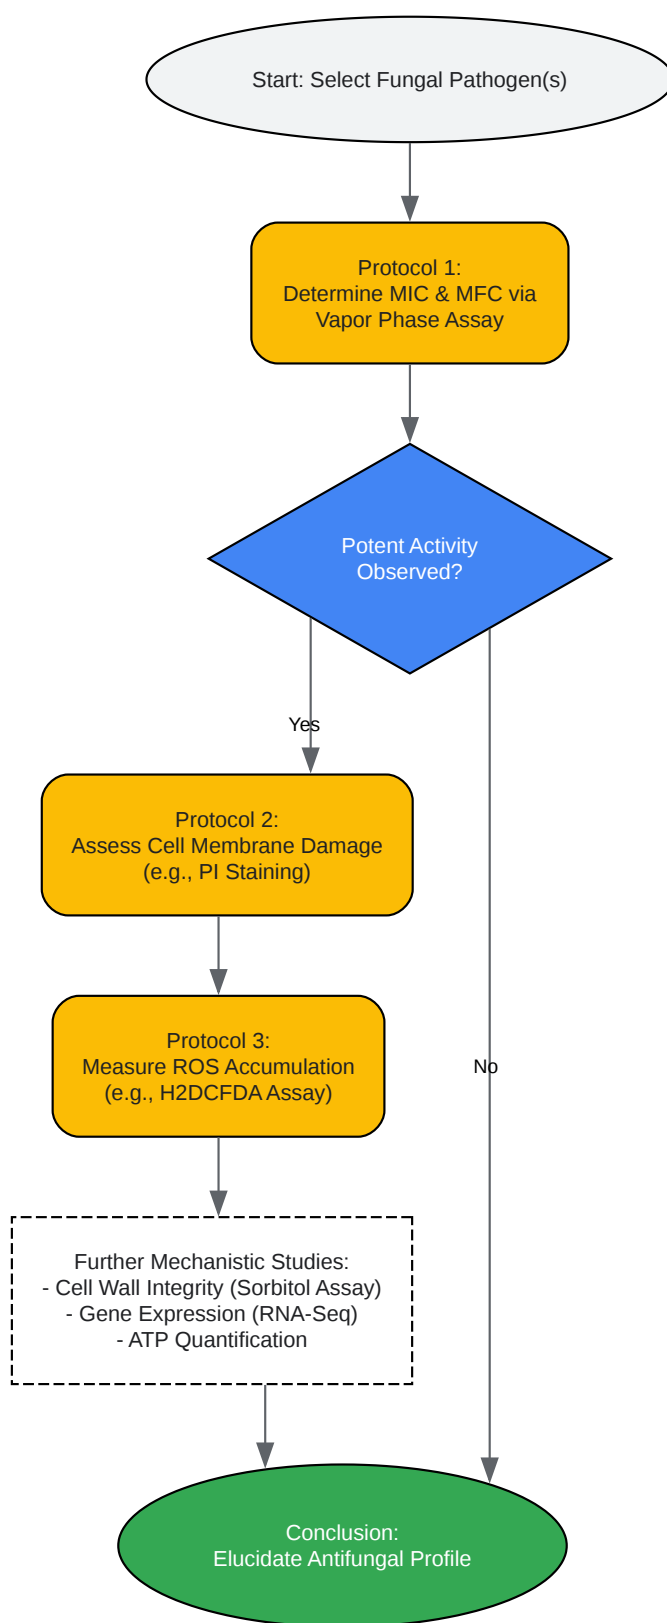 Start: Select Fungal Pathogen(s)
Protocol 1:
Determine MIC & MFC via
Vapor Phase Assay
Potent Activity
Observed?
Yes
Protocol 2:
Assess Cell Membrane Damage
(e.g., PI Staining)
Protocol 3:
Measure ROS Accumulation
(e.g., H2DCFDA Assay)
No
Further Mechanistic Studies:
- Cell Wall Integrity (Sorbitol Assay)
- Gene Expression (RNA-Seq)
- ATP Quantification
Conclusion:
Elucidate Antifungal Profile